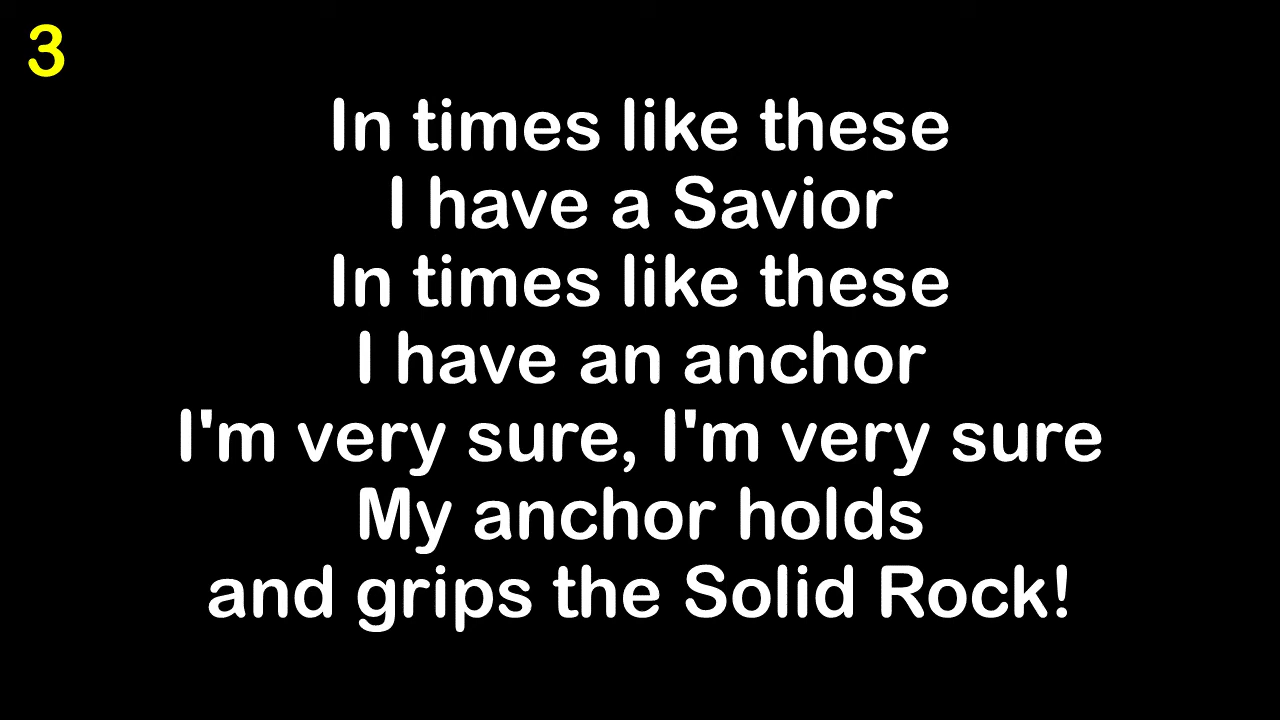 3
In times like these
I have a Savior
In times like these
I have an anchor
I'm very sure, I'm very sure
My anchor holds
and grips the Solid Rock!